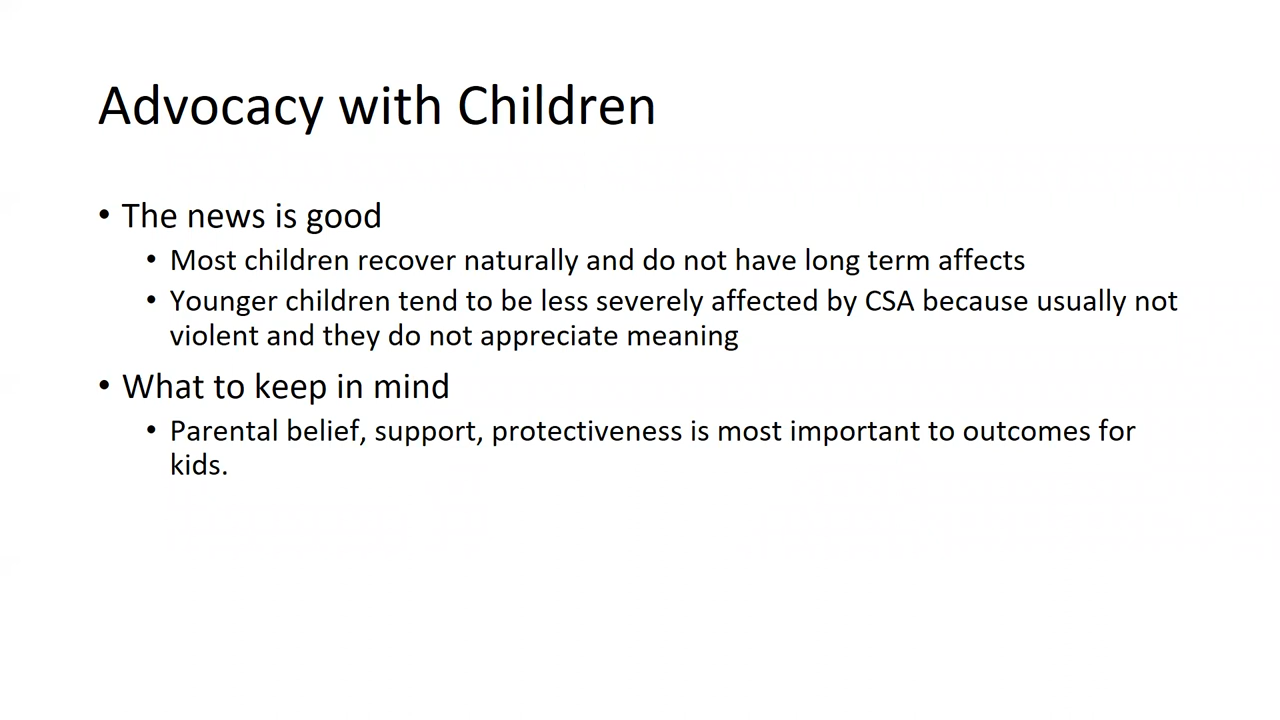 Advocacy with Children
• The news is good
• Most children recover naturally and do not have long term affects
• Younger children tend to be less severely affected by CSA because usually not
violent and they do not appreciate meaning
• What to keep in mind
• Parental belief, support, protectiveness is most important to outcomes for
kids.